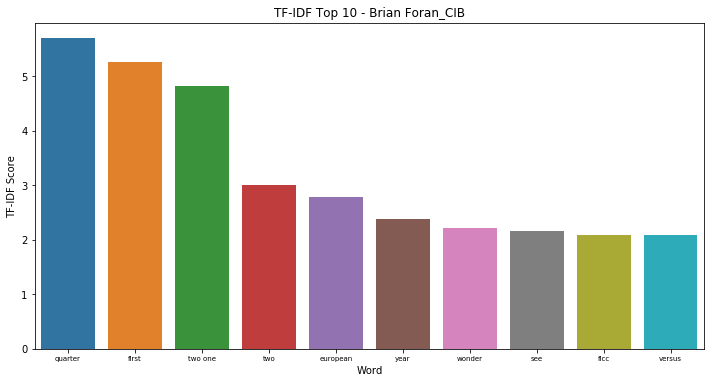 TF-IDF Top 10 - Brian Foran_CIB
TF-IDF Score
5
4
3
2
1
0
quarter first two one two european year wonder see ficc versus
Word